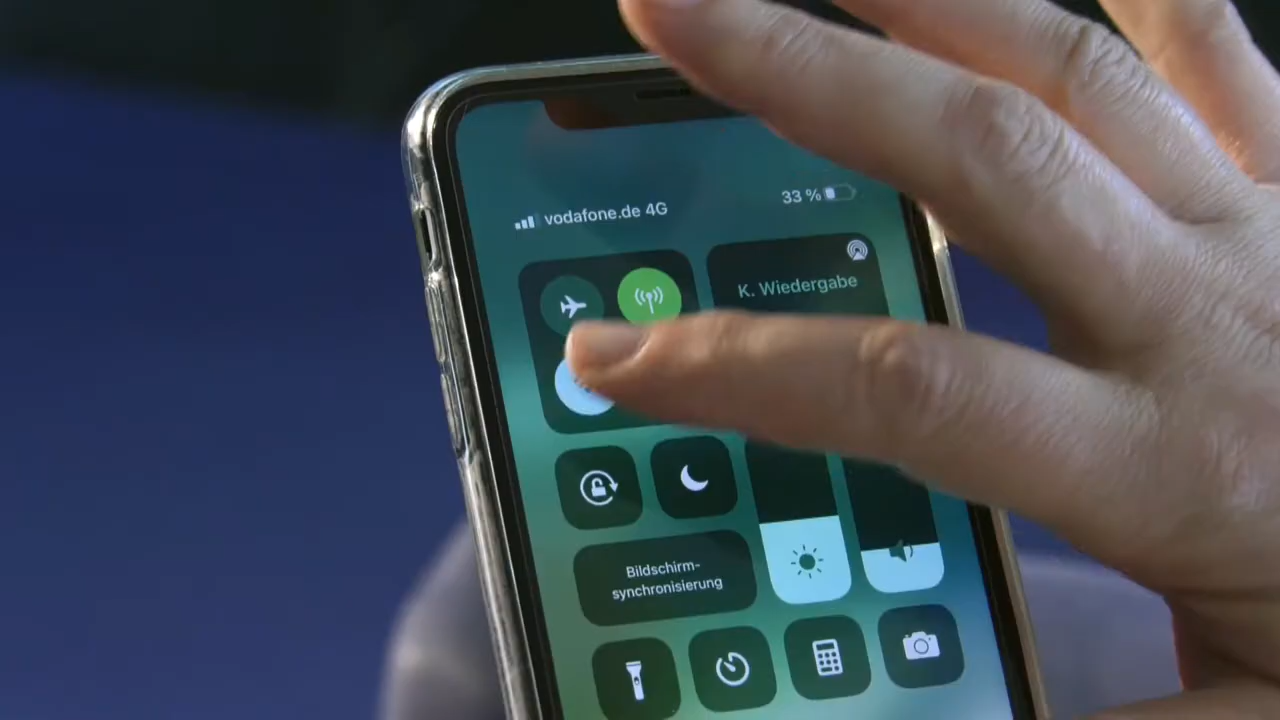 vodafone.de 4G
33 %
K. Wiedergabe
Bildschirm-
synchronisierung